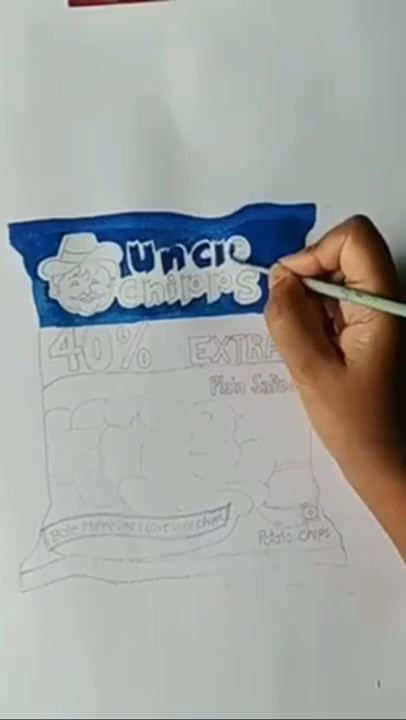 Uncle
Chipps
40% EXTRA
Plain Salted
Bole Mere Lips I Love Uncle Chipps
Potato Chips